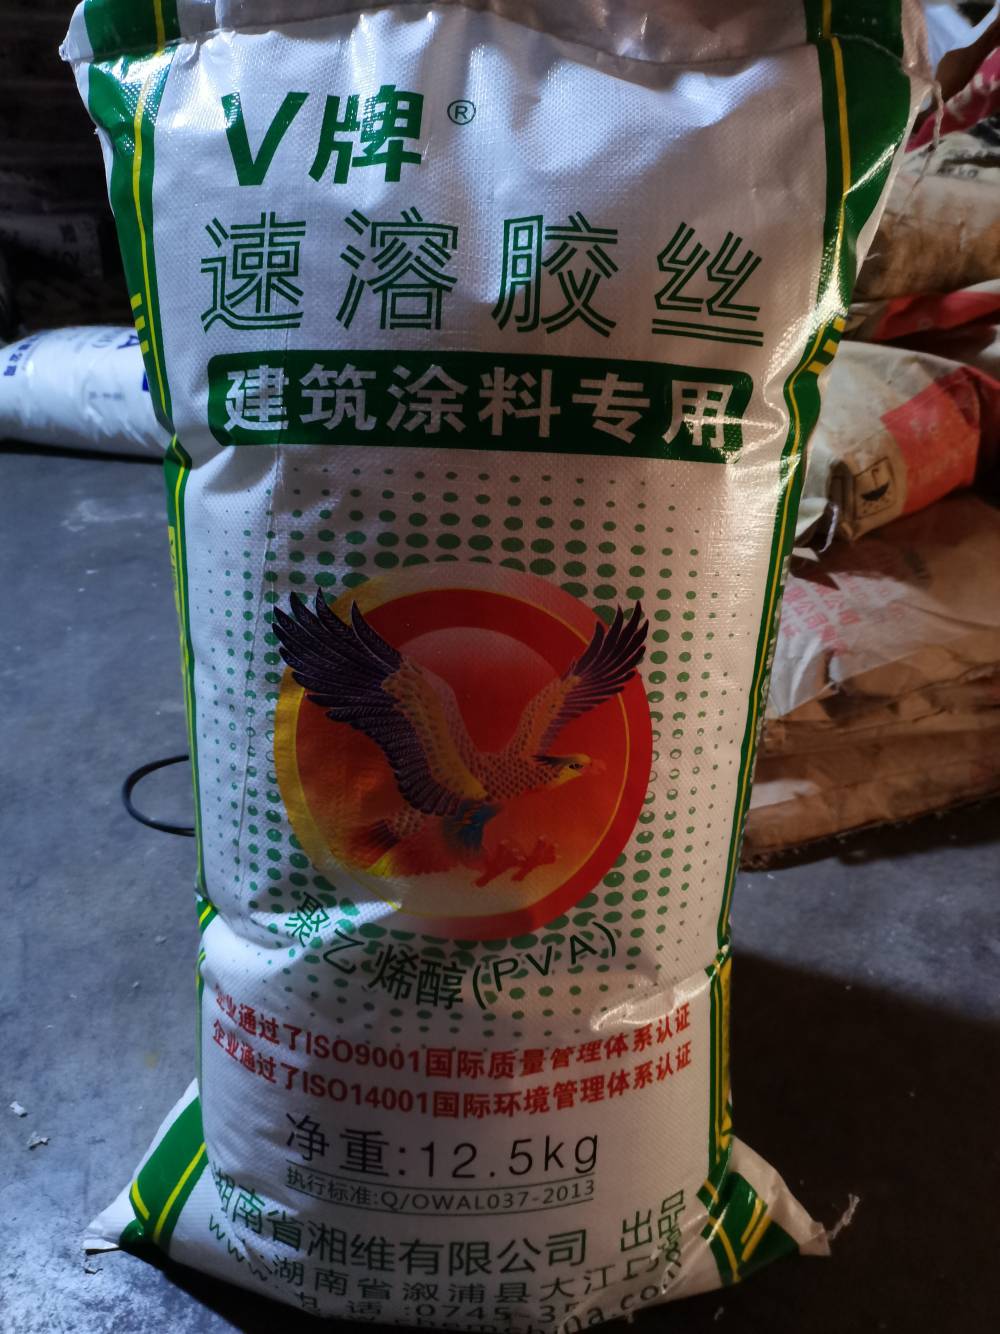 V牌®
速溶胶丝
建筑涂料专用
聚乙烯醇(PVA)
企业通过了ISO9001国际质量管理体系认证
企业通过了ISO14001国际环境管理体系认证
净重:12.5kg
执行标准:Q/OWAL037-2013
湖南省湘维有限公司 出品
湖南省溆浦县大江口
:0745-3